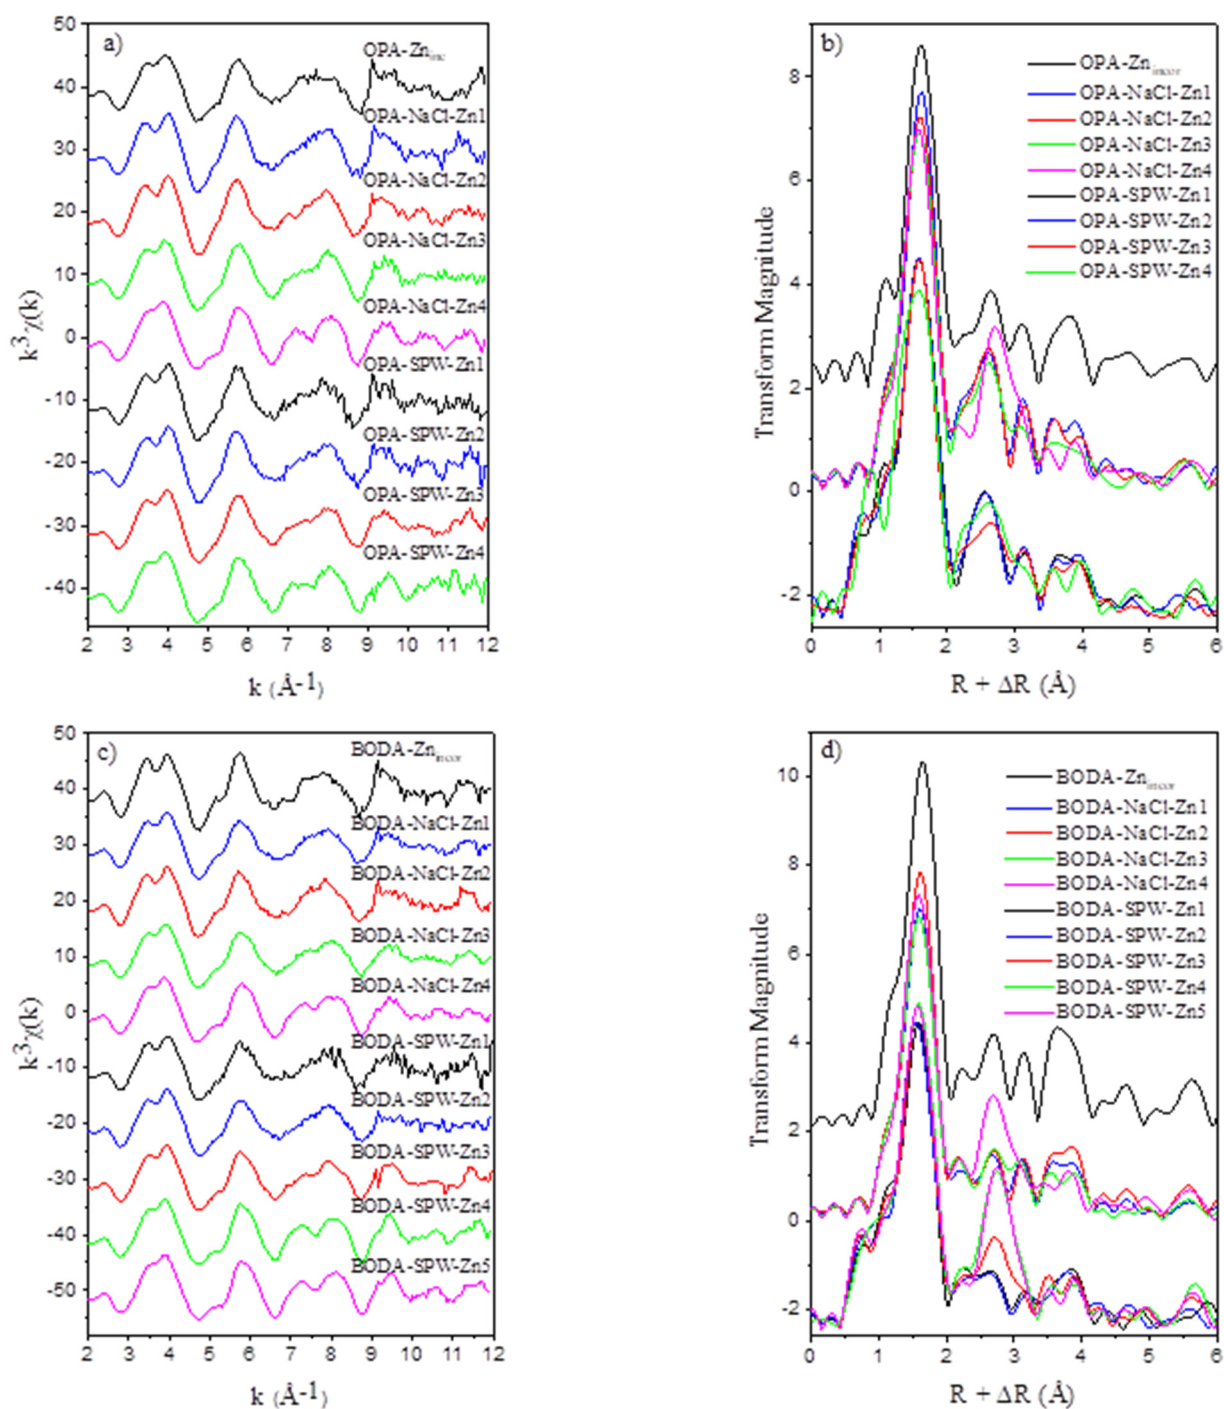 a)
50
40
30
20
10
0
-10
-20
-30
-40
k³χ(k)
OPA-Zn_inc
OPA-NaCl-Zn1
OPA-NaCl-Zn2
OPA-NaCl-Zn3
OPA-NaCl-Zn4
OPA-SPW-Zn1
OPA-SPW-Zn2
OPA-SPW-Zn3
OPA-SPW-Zn4
2 3 4 5 6 7 8 9 10 11 12
k (Å-1)
b)
8
6
4
2
0
-2
Transform Magnitude
OPA-Zn_incor
OPA-NaCl-Zn1
OPA-NaCl-Zn2
OPA-NaCl-Zn3
OPA-NaCl-Zn4
OPA-SPW-Zn1
OPA-SPW-Zn2
OPA-SPW-Zn3
OPA-SPW-Zn4
0 1 2 3 4 5 6
R + ΔR (Å)
c)
50
40
30
20
10
0
-10
-20
-30
-40
-50
k³χ(k)
BODA-Zn_incor
BODA-NaCl-Zn1
BODA-NaCl-Zn2
BODA-NaCl-Zn3
BODA-NaCl-Zn4
BODA-SPW-Zn1
BODA-SPW-Zn2
BODA-SPW-Zn3
BODA-SPW-Zn4
BODA-SPW-Zn5
2 3 4 5 6 7 8 9 10 11 12
k (Å-1)
d)
10
8
6
4
2
0
-2
Transform Magnitude
BODA-Zn_incor
BODA-NaCl-Zn1
BODA-NaCl-Zn2
BODA-NaCl-Zn3
BODA-NaCl-Zn4
BODA-SPW-Zn1
BODA-SPW-Zn2
BODA-SPW-Zn3
BODA-SPW-Zn4
BODA-SPW-Zn5
0 1 2 3 4 5 6
R + ΔR (Å)